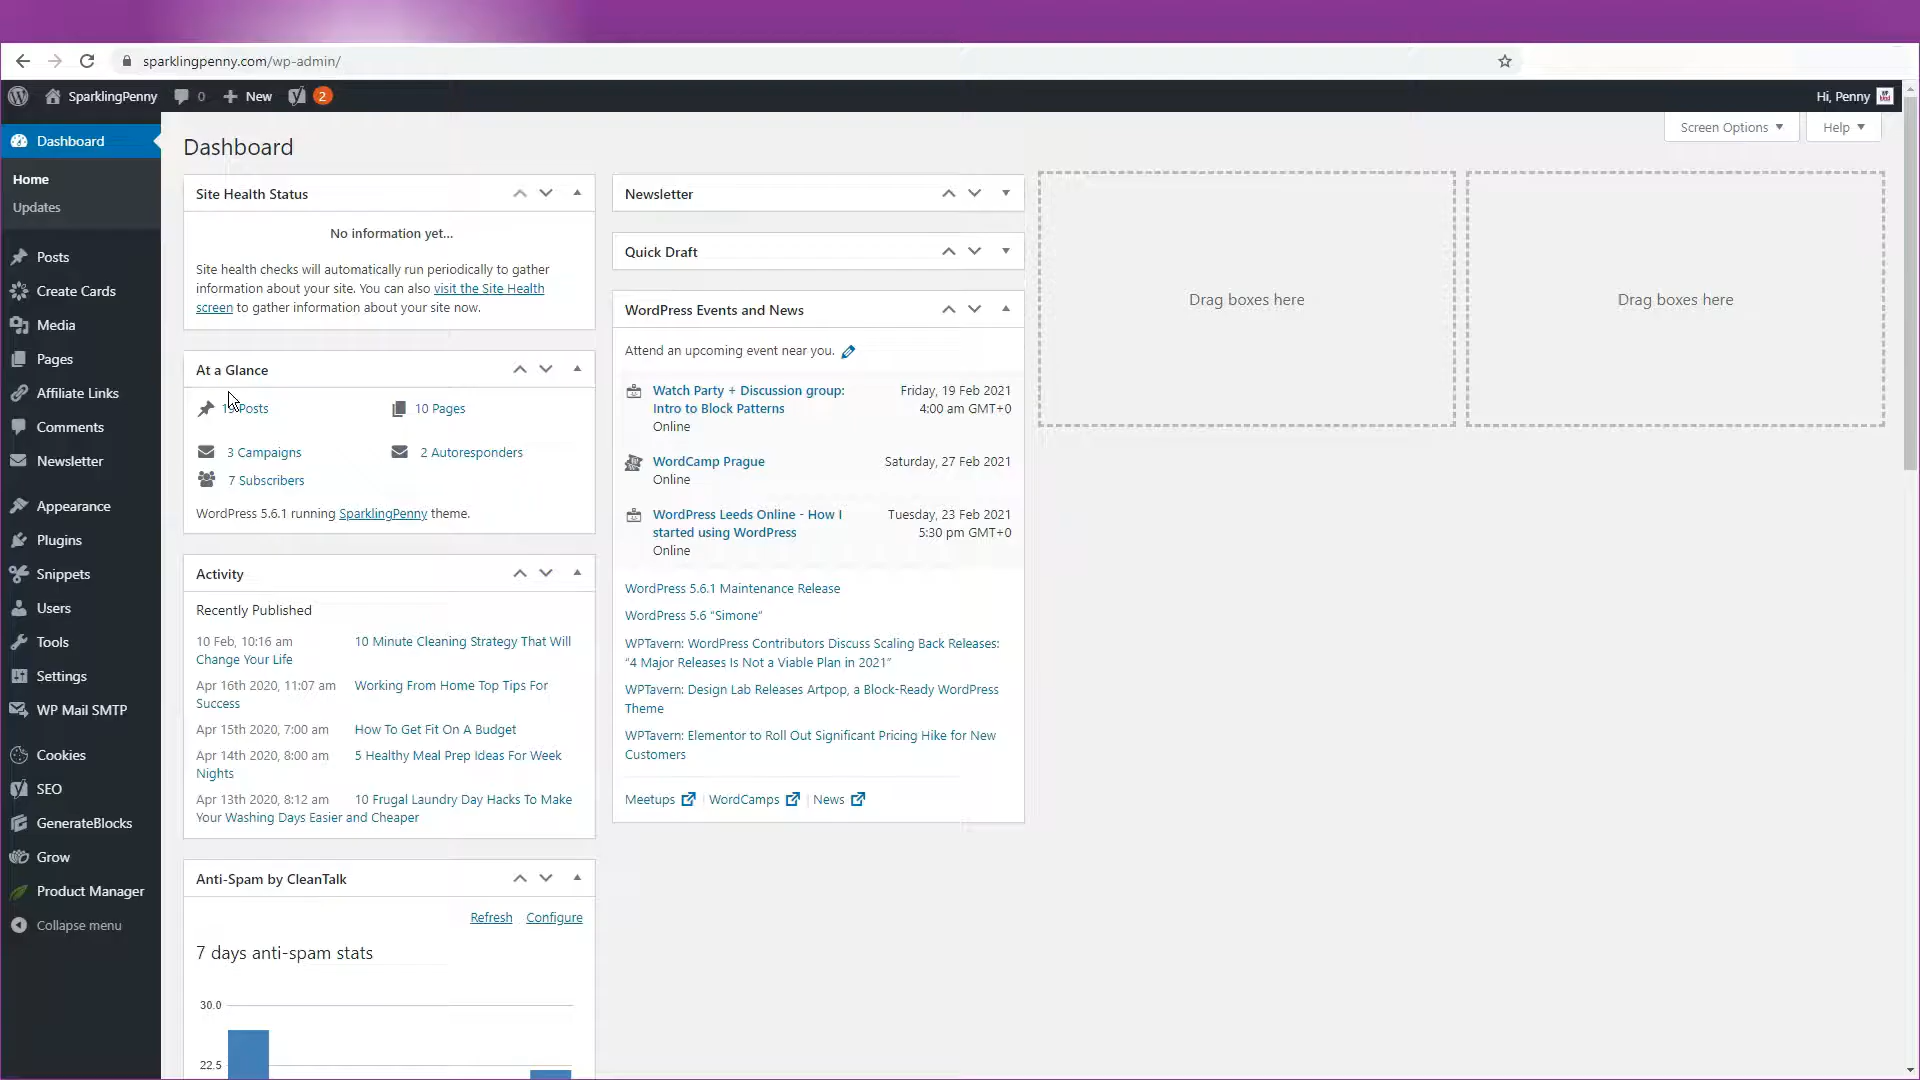 sparklingpenny.com/wp-admin/
SparklingPenny 0 New 2
Hi, Penny
Dashboard
Home
Updates
Posts
Create Cards
Media
Pages
Affiliate Links
Comments
Newsletter
Appearance
Plugins
Snippets
Users
Tools
Settings
WP Mail SMTP
Cookies
SEO
GenerateBlocks
Grow
Product Manager
Collapse menu
Screen Options
Help
Dashboard
Site Health Status
No information yet...
Site health checks will automatically run periodically to gather
information about your site. You can also visit the Site Health
screen to gather information about your site now.
At a Glance
Posts
10 Pages
3 Campaigns
2 Autoresponders
7 Subscribers
WordPress 5.6.1 running SparklingPenny theme.
Activity
Recently Published
10 Feb, 10:16 am 10 Minute Cleaning Strategy That Will
Change Your Life
Apr 16th 2020, 11:07 am Working From Home Top Tips For
Success
Apr 15th 2020, 7:00 am How To Get Fit On A Budget
Apr 14th 2020, 8:00 am 5 Healthy Meal Prep Ideas For Week
Nights
Apr 13th 2020, 8:12 am 10 Frugal Laundry Day Hacks To Make
Your Washing Days Easier and Cheaper
Anti-Spam by CleanTalk
Refresh Configure
7 days anti-spam stats
30.0
22.5
Newsletter
Quick Draft
WordPress Events and News
Attend an upcoming event near you.
Watch Party + Discussion group: Friday, 19 Feb 2021
Intro to Block Patterns 4:00 am GMT+0
Online
WordCamp Prague Saturday, 27 Feb 2021
Online
WordPress Leeds Online - How I Tuesday, 23 Feb 2021
started using WordPress 5:30 pm GMT+0
Online
WordPress 5.6.1 Maintenance Release
WordPress 5.6 “Simone”
WPTavern: WordPress Contributors Discuss Scaling Back Releases:
“4 Major Releases Is Not a Viable Plan in 2021”
WPTavern: Design Lab Releases Artpop, a Block-Ready WordPress
Theme
WPTavern: Elementor to Roll Out Significant Pricing Hike for New
Customers
Meetups | WordCamps | News
Drag boxes here
Drag boxes here